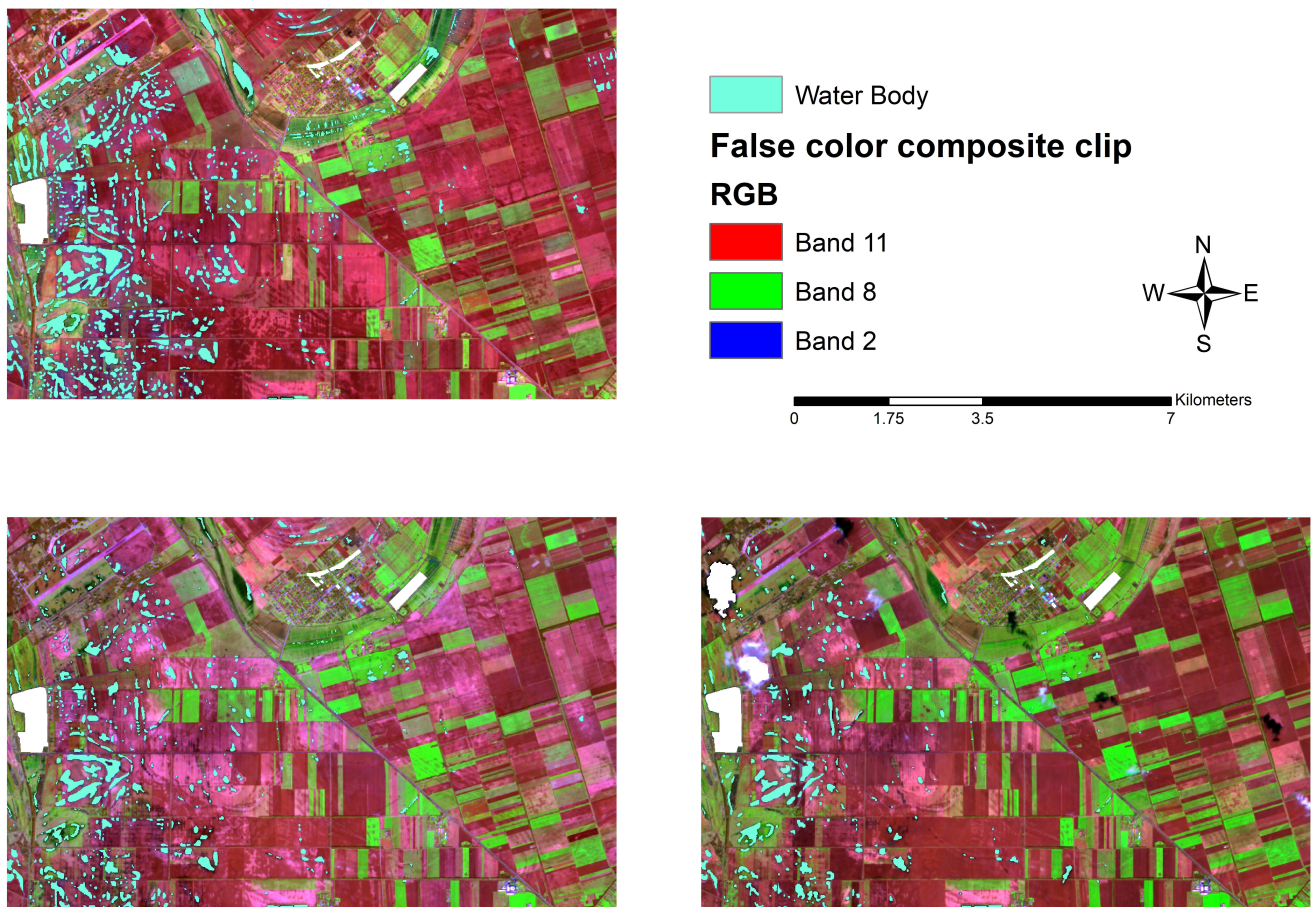 Water Body
False color composite clip
RGB
Band 11
Band 8
Band 2
N
W E
S
Kilometers
0 1.75 3.5 7